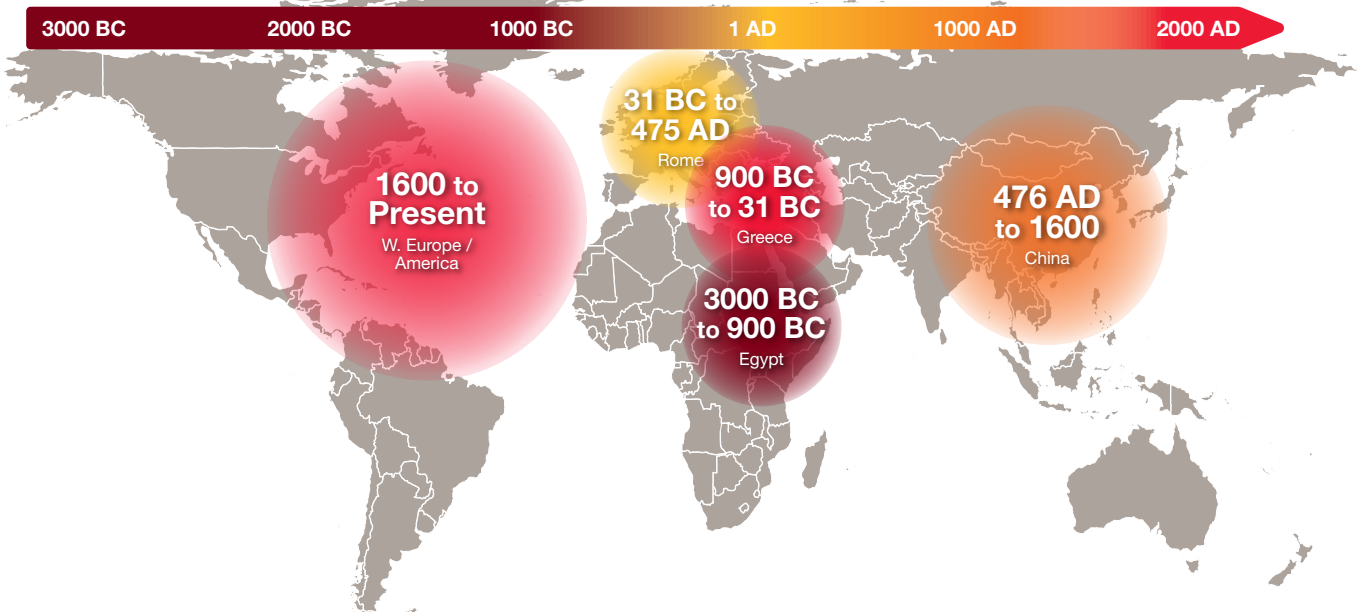 3000 BC 2000 BC 1000 BC 1 AD 1000 AD 2000 AD
31 BC to
475 AD
Rome
900 BC
to 31 BC
Greece
1600 to
Present
W. Europe /
America
476 AD
to 1600
China
3000 BC
to 900 BC
Egypt